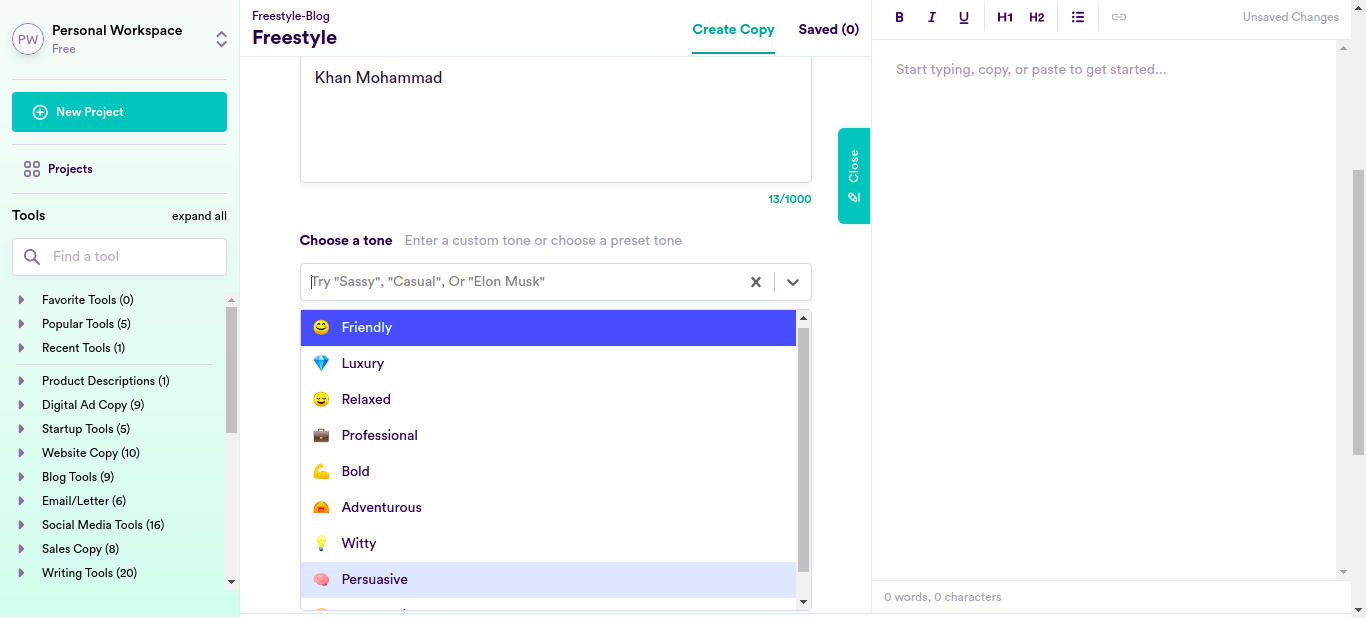 PW
Personal Workspace
Free
New Project
Projects
Tools
expand all
Find a tool
Favorite Tools (0)
Popular Tools (5)
Recent Tools (1)
Product Descriptions (1)
Digital Ad Copy (9)
Startup Tools (5)
Website Copy (10)
Blog Tools (9)
Email/Letter (6)
Social Media Tools (16)
Sales Copy (8)
Writing Tools (20)
Freestyle-Blog
Freestyle
Create Copy
Saved (0)
Khan Mohammad
13/1000
Choose a tone Enter a custom tone or choose a preset tone
Try "Sassy", "Casual", Or "Elon Musk"
Friendly
Luxury
Relaxed
Professional
Bold
Adventurous
Witty
Persuasive
Close
B I U H1 H2
Unsaved Changes
Start typing, copy, or paste to get started...
0 words, 0 characters